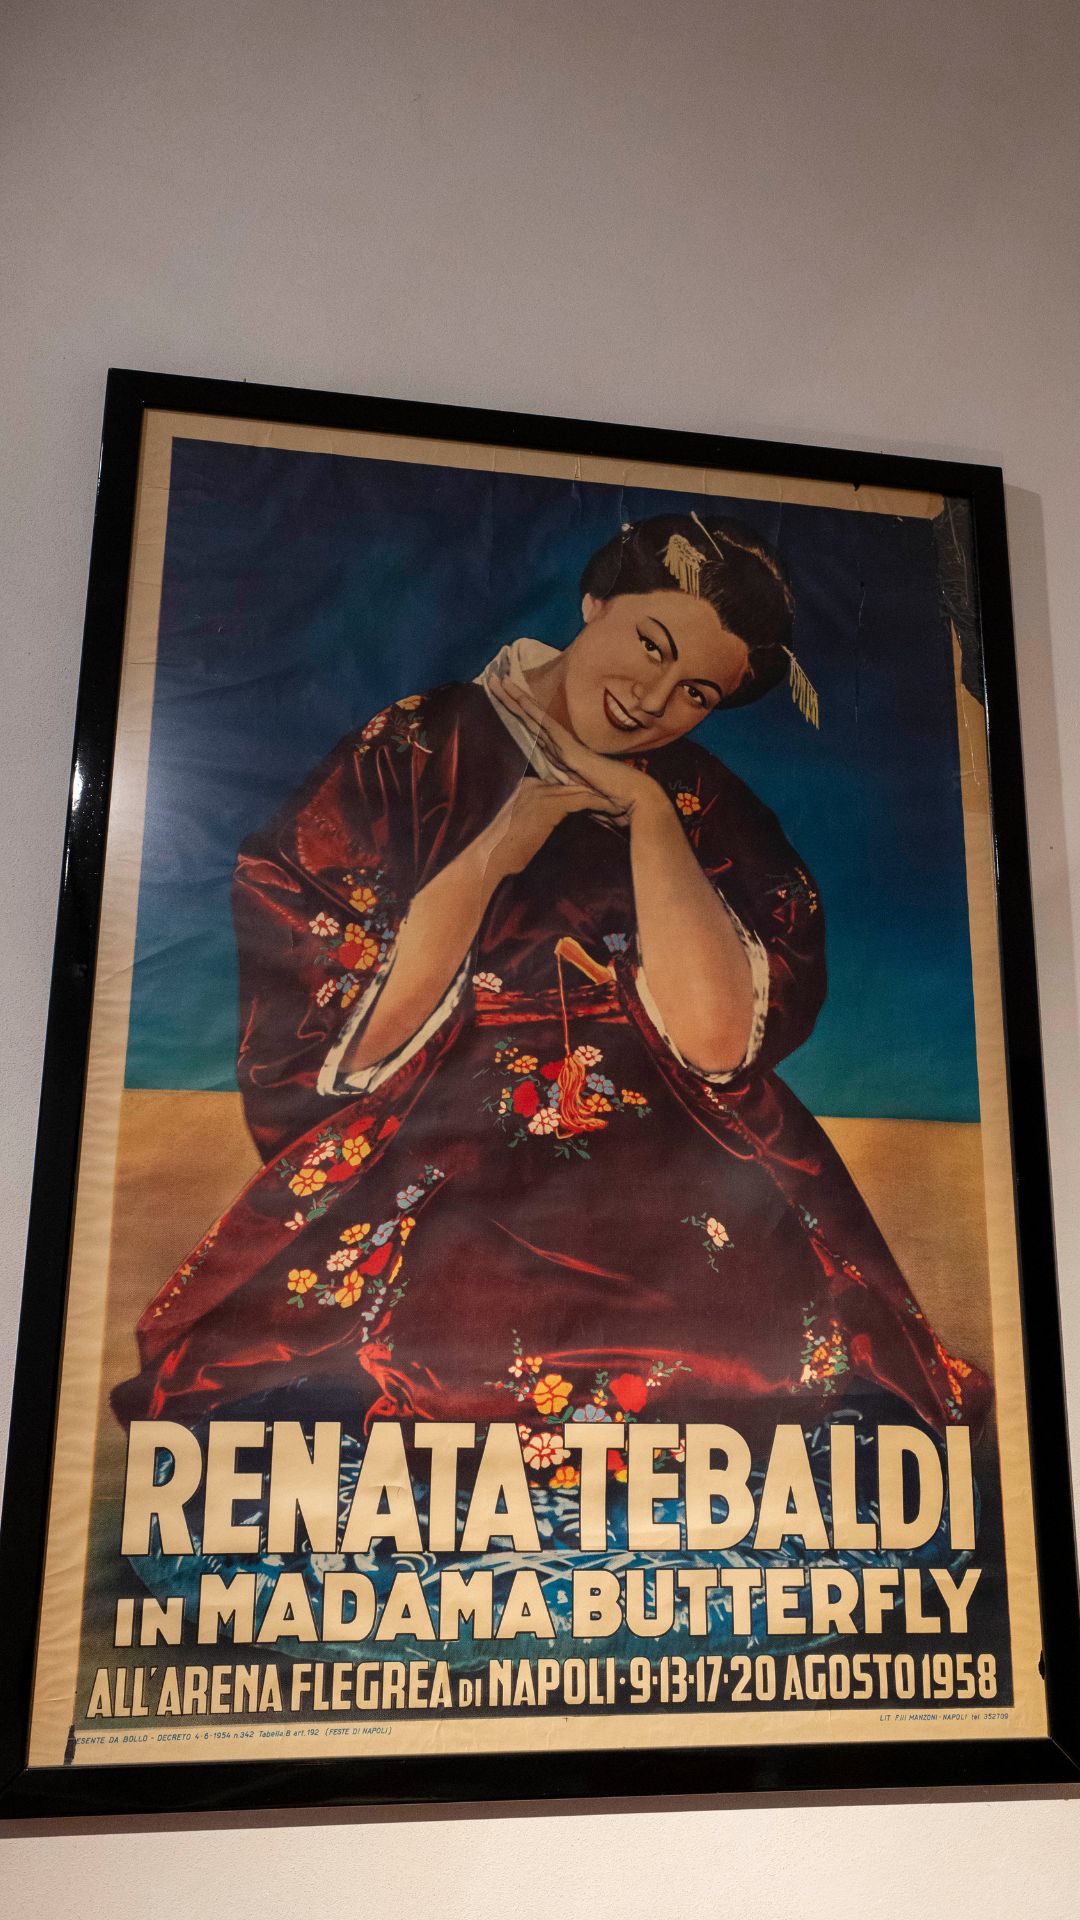 RENATA TEBALDI
IN MADAMA BUTTERFLY
ALL'ARENA FLEGREA DI NAPOLI·9·13·17·20 AGOSTO 1958
ESENTE DA BOLLO - DECRETO 4-6-1954 n.342 Tabella B art.192 (FESTE DI NAPOLI)
LIT. F.lli MANZONI - NAPOLI tel. 352709